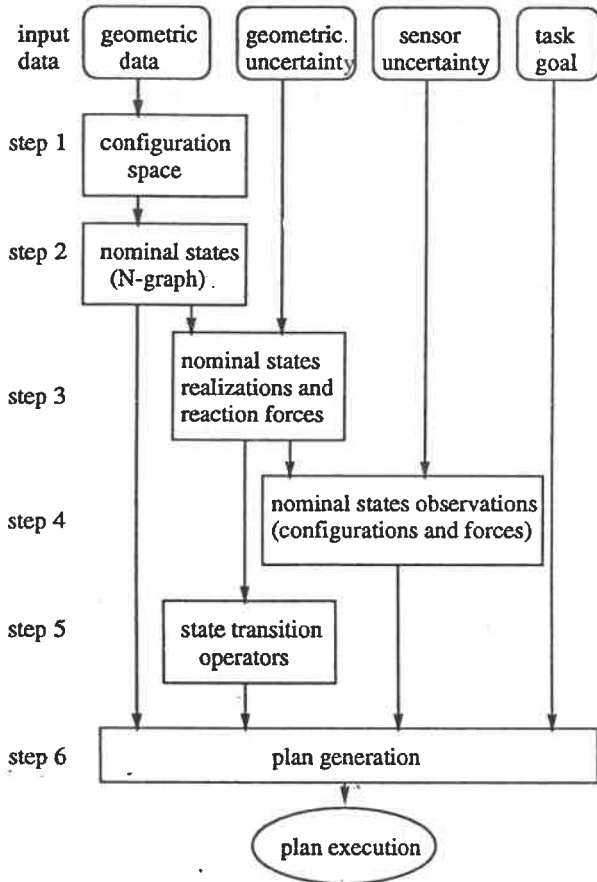 input data
geometric data
geometric. uncertainty
sensor uncertainty
task goal
step 1
configuration space
step 2
nominal states (N-graph) .
step 3
nominal states realizations and reaction forces
step 4
nominal states observations (configurations and forces)
step 5
state transition operators
step 6
plan generation
plan execution